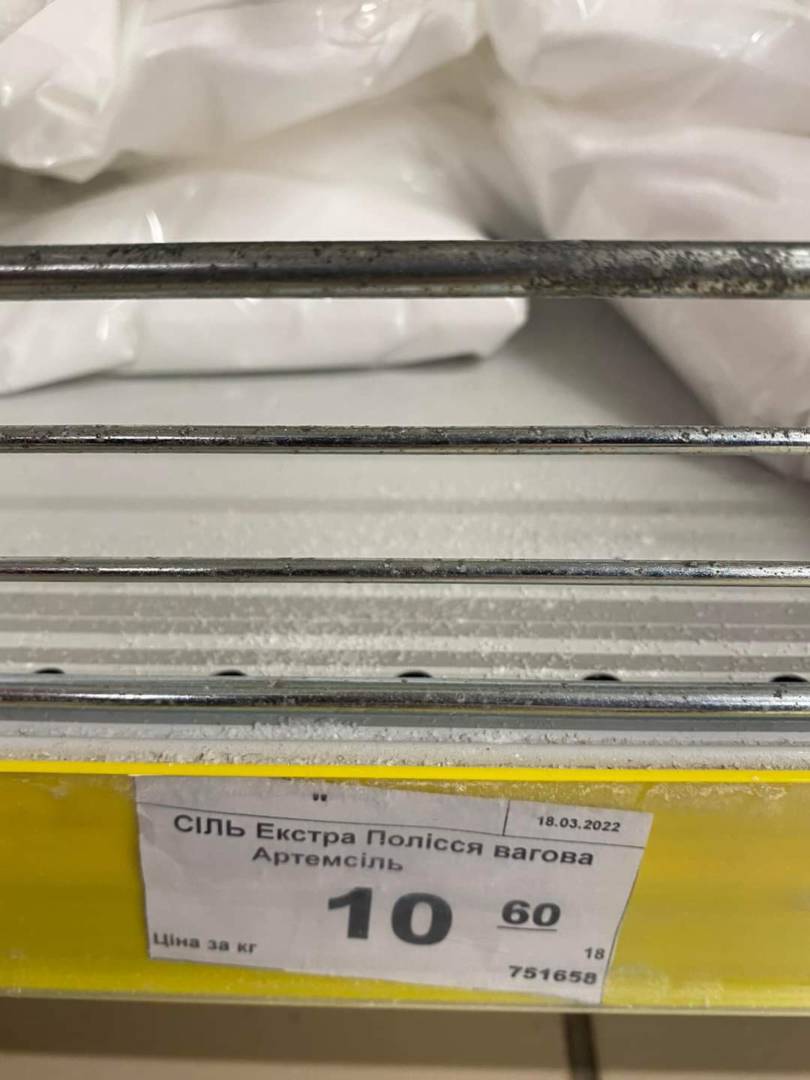 18.03.2022
СІЛЬ Екстра Полісся вагова
Артемсіль
10 60
Ціна за кг
18
751658